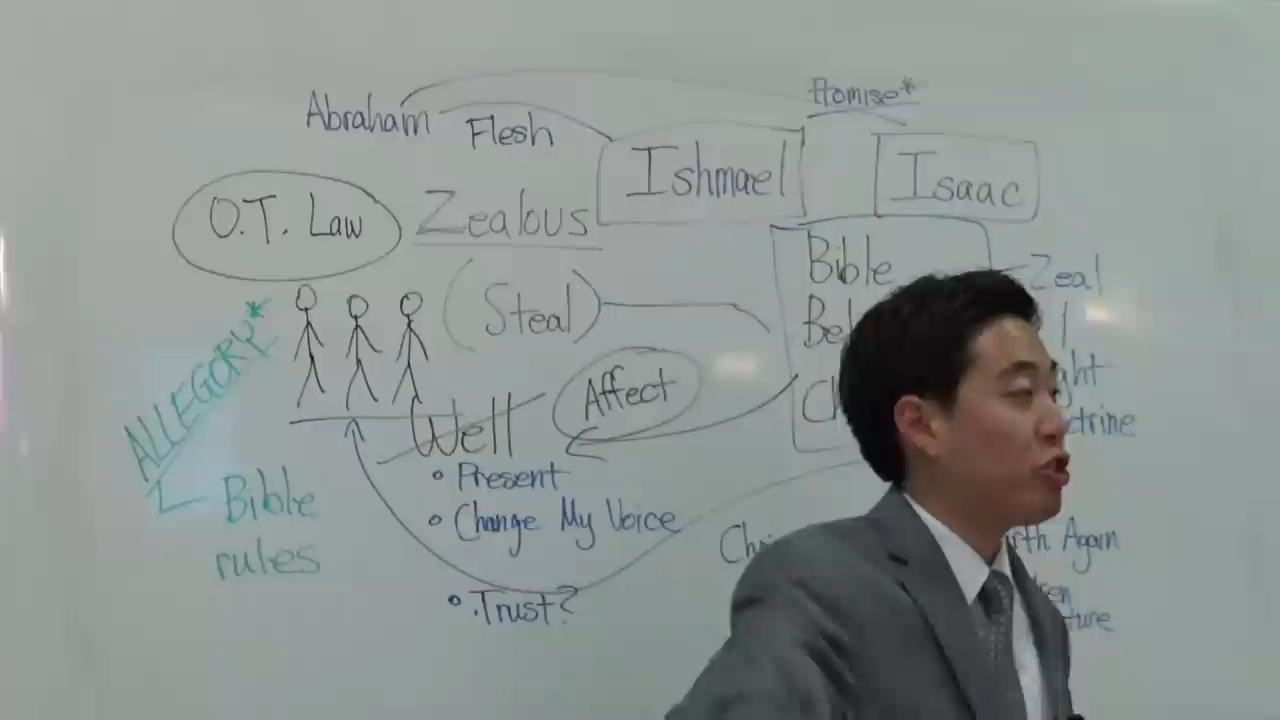 Promise*
Abraham
Flesh
Ishmael
Isaac
O.T. Law
Zealous
Bible
Zeal
(Steal)
ALLEGORY*
Affect
Well
• Present
• Change My Voice
Bible
rules
Again
• Trust?